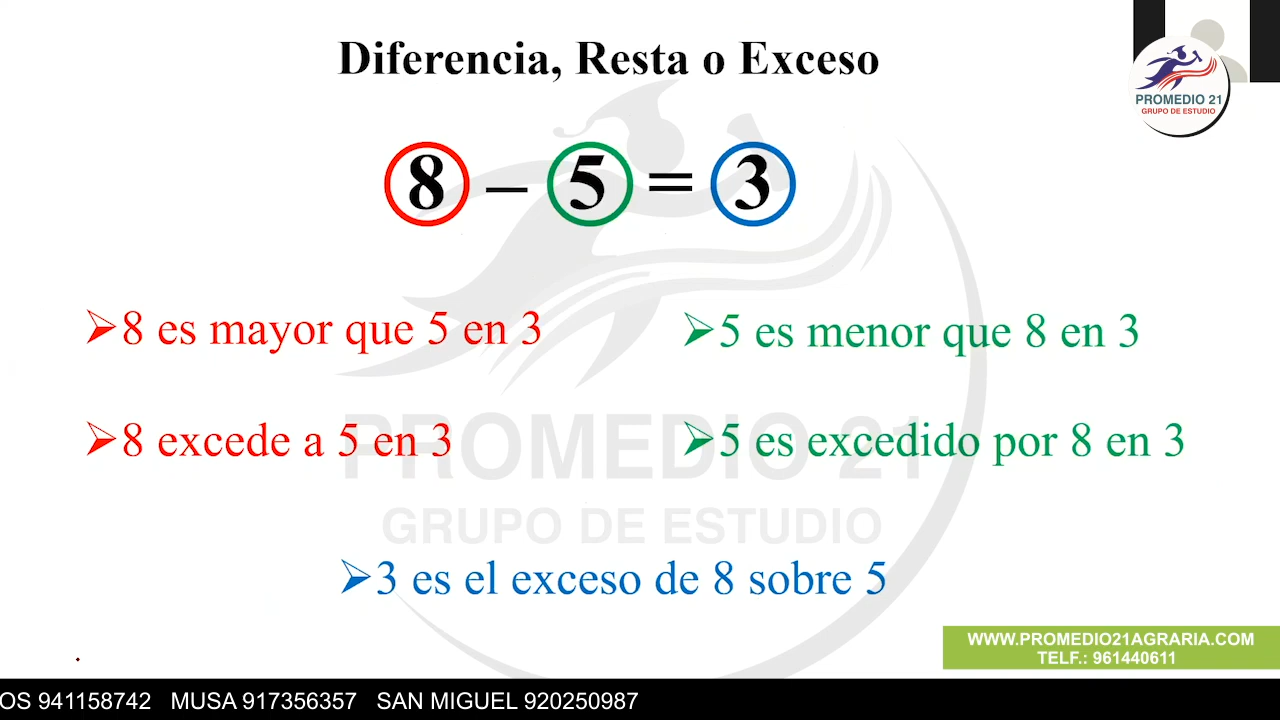 Diferencia, Resta o Exceso
PROMEDIO 21
GRUPO DE ESTUDIO
8 – 5 = 3
➢8 es mayor que 5 en 3
➢5 es menor que 8 en 3
➢8 excede a 5 en 3
➢5 es excedido por 8 en 3
PROMEDIO 21
GRUPO DE ESTUDIO
➢3 es el exceso de 8 sobre 5
WWW.PROMEDIO21AGRARIA.COM
TELF.: 961440611
OS 941158742 MUSA 917356357 SAN MIGUEL 920250987